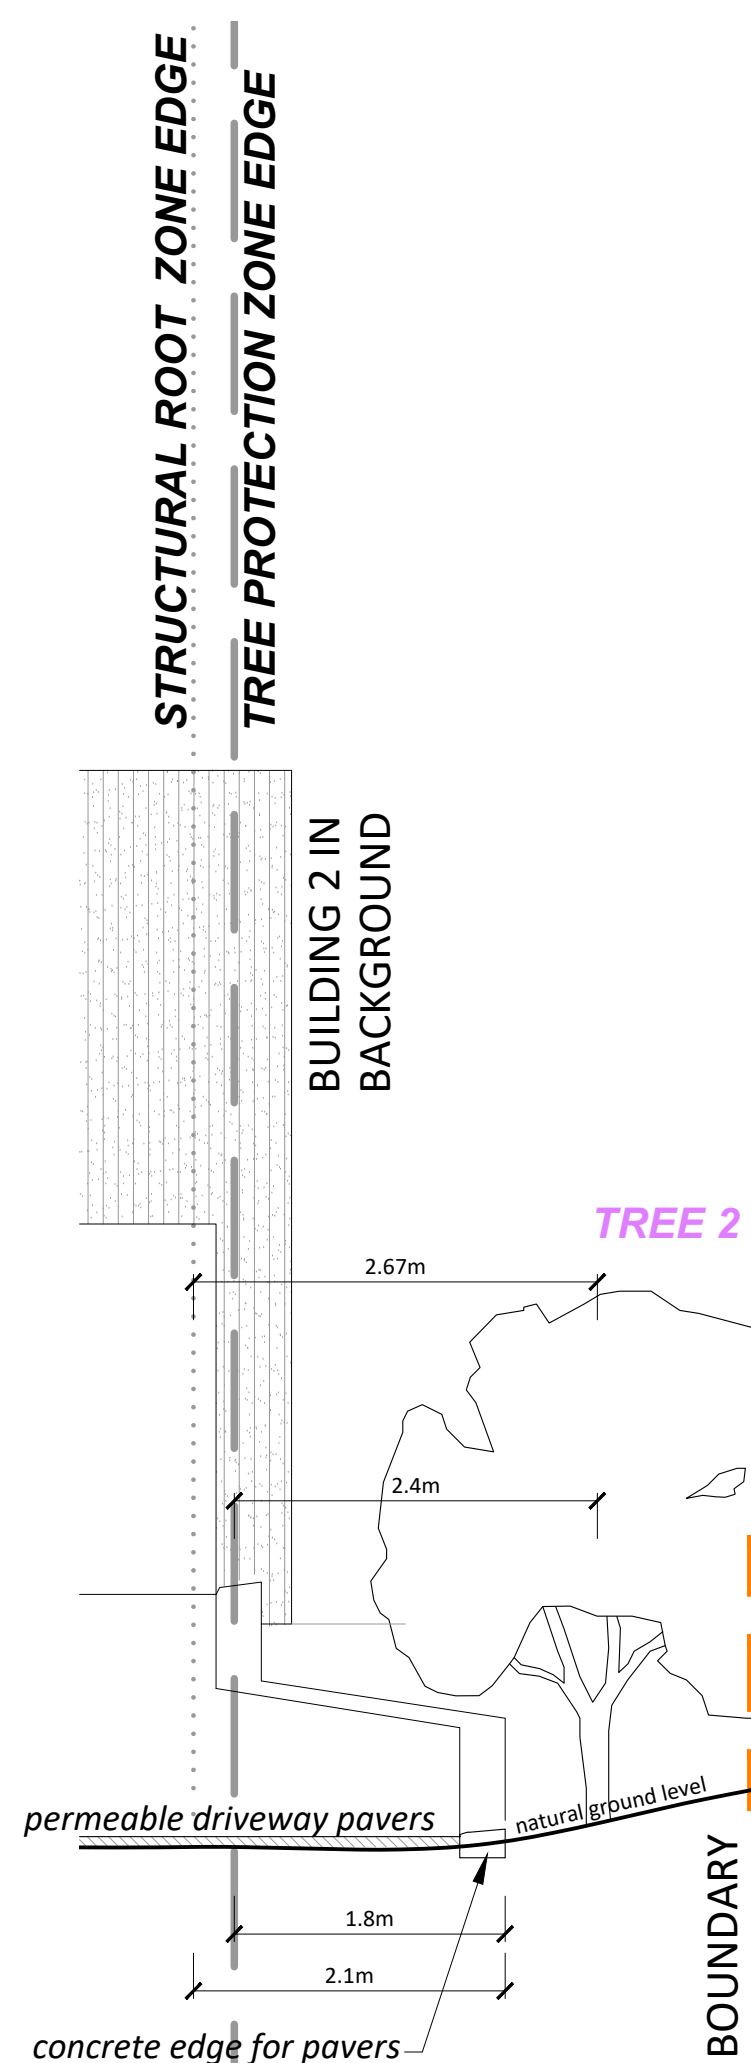 STRUCTURAL ROOT ZONE EDGE
TREE PROTECTION ZONE EDGE
BUILDING 2 IN
BACKGROUND
TREE 2
2.67m
2.4m
natural ground level
permeable driveway pavers
BOUNDARY
1.8m
2.1m
concrete edge for pavers